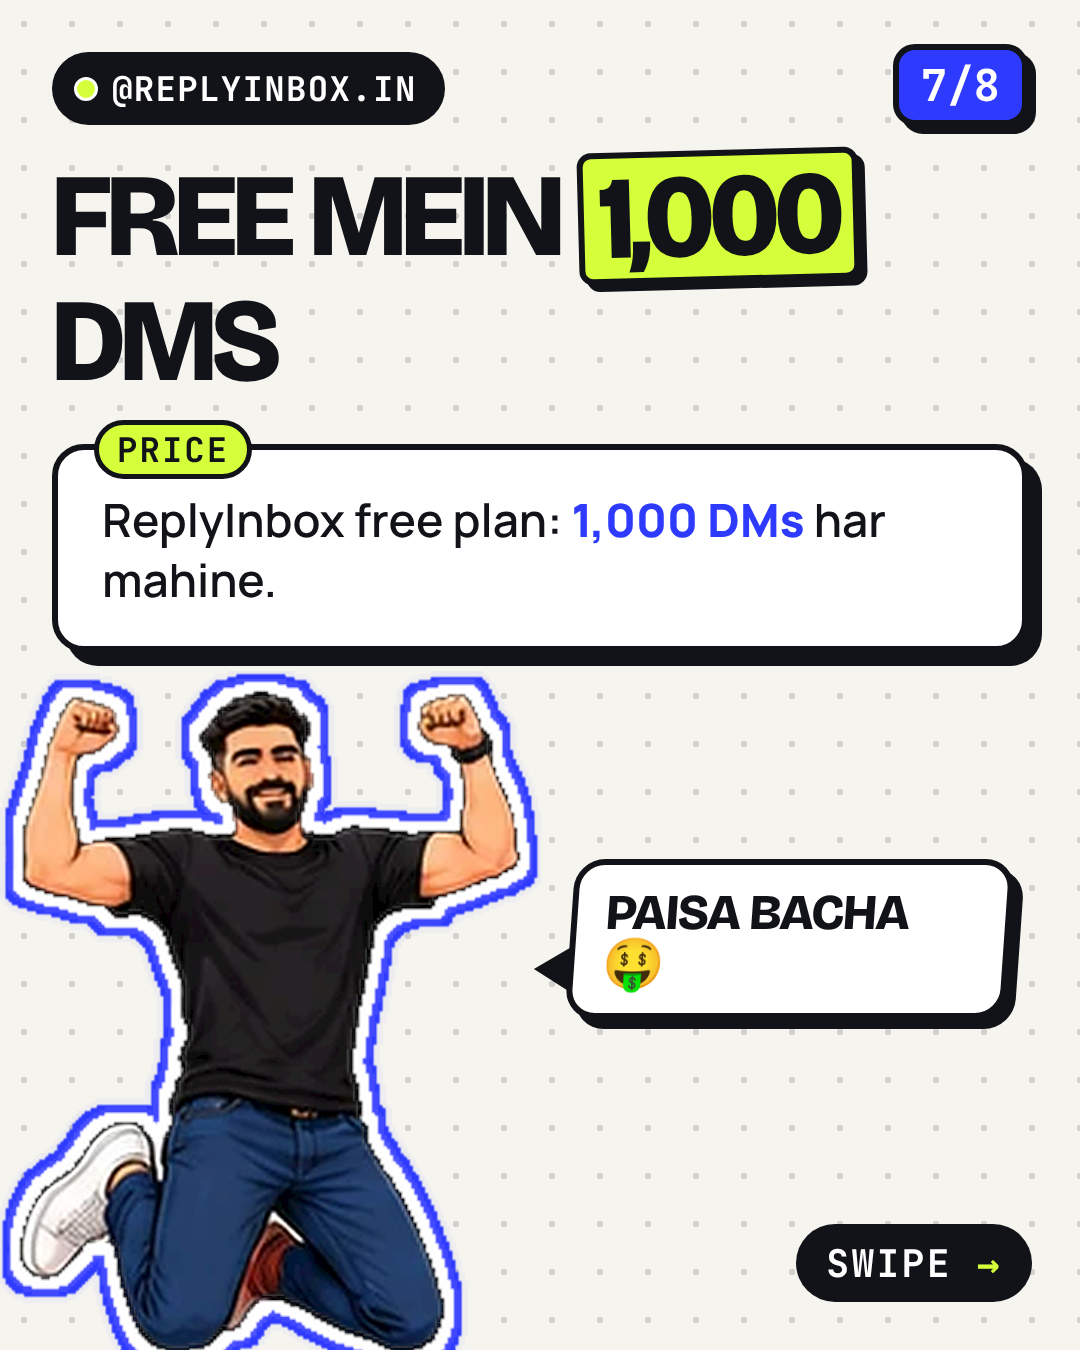 @REPLYINBOX.IN
7/8
FREE MEIN 1,000
DMS
PRICE
ReplyInbox free plan: 1,000 DMs har
mahine.
PAISA BACHA
🤑
SWIPE →